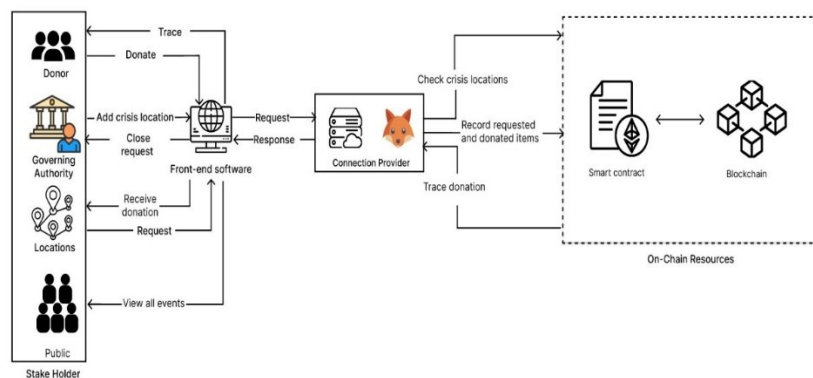 Trace
Donate
Donor
Add crisis location
Close
request
Governing
Authority
Receive
donation
Locations
Request
View all events
Public
Stake Holder
Front-end software
Request
Response
Connection Provider
Check crisis locations
Record requested
and donated items
Trace donation
Smart contract
Blockchain
On-Chain Resources